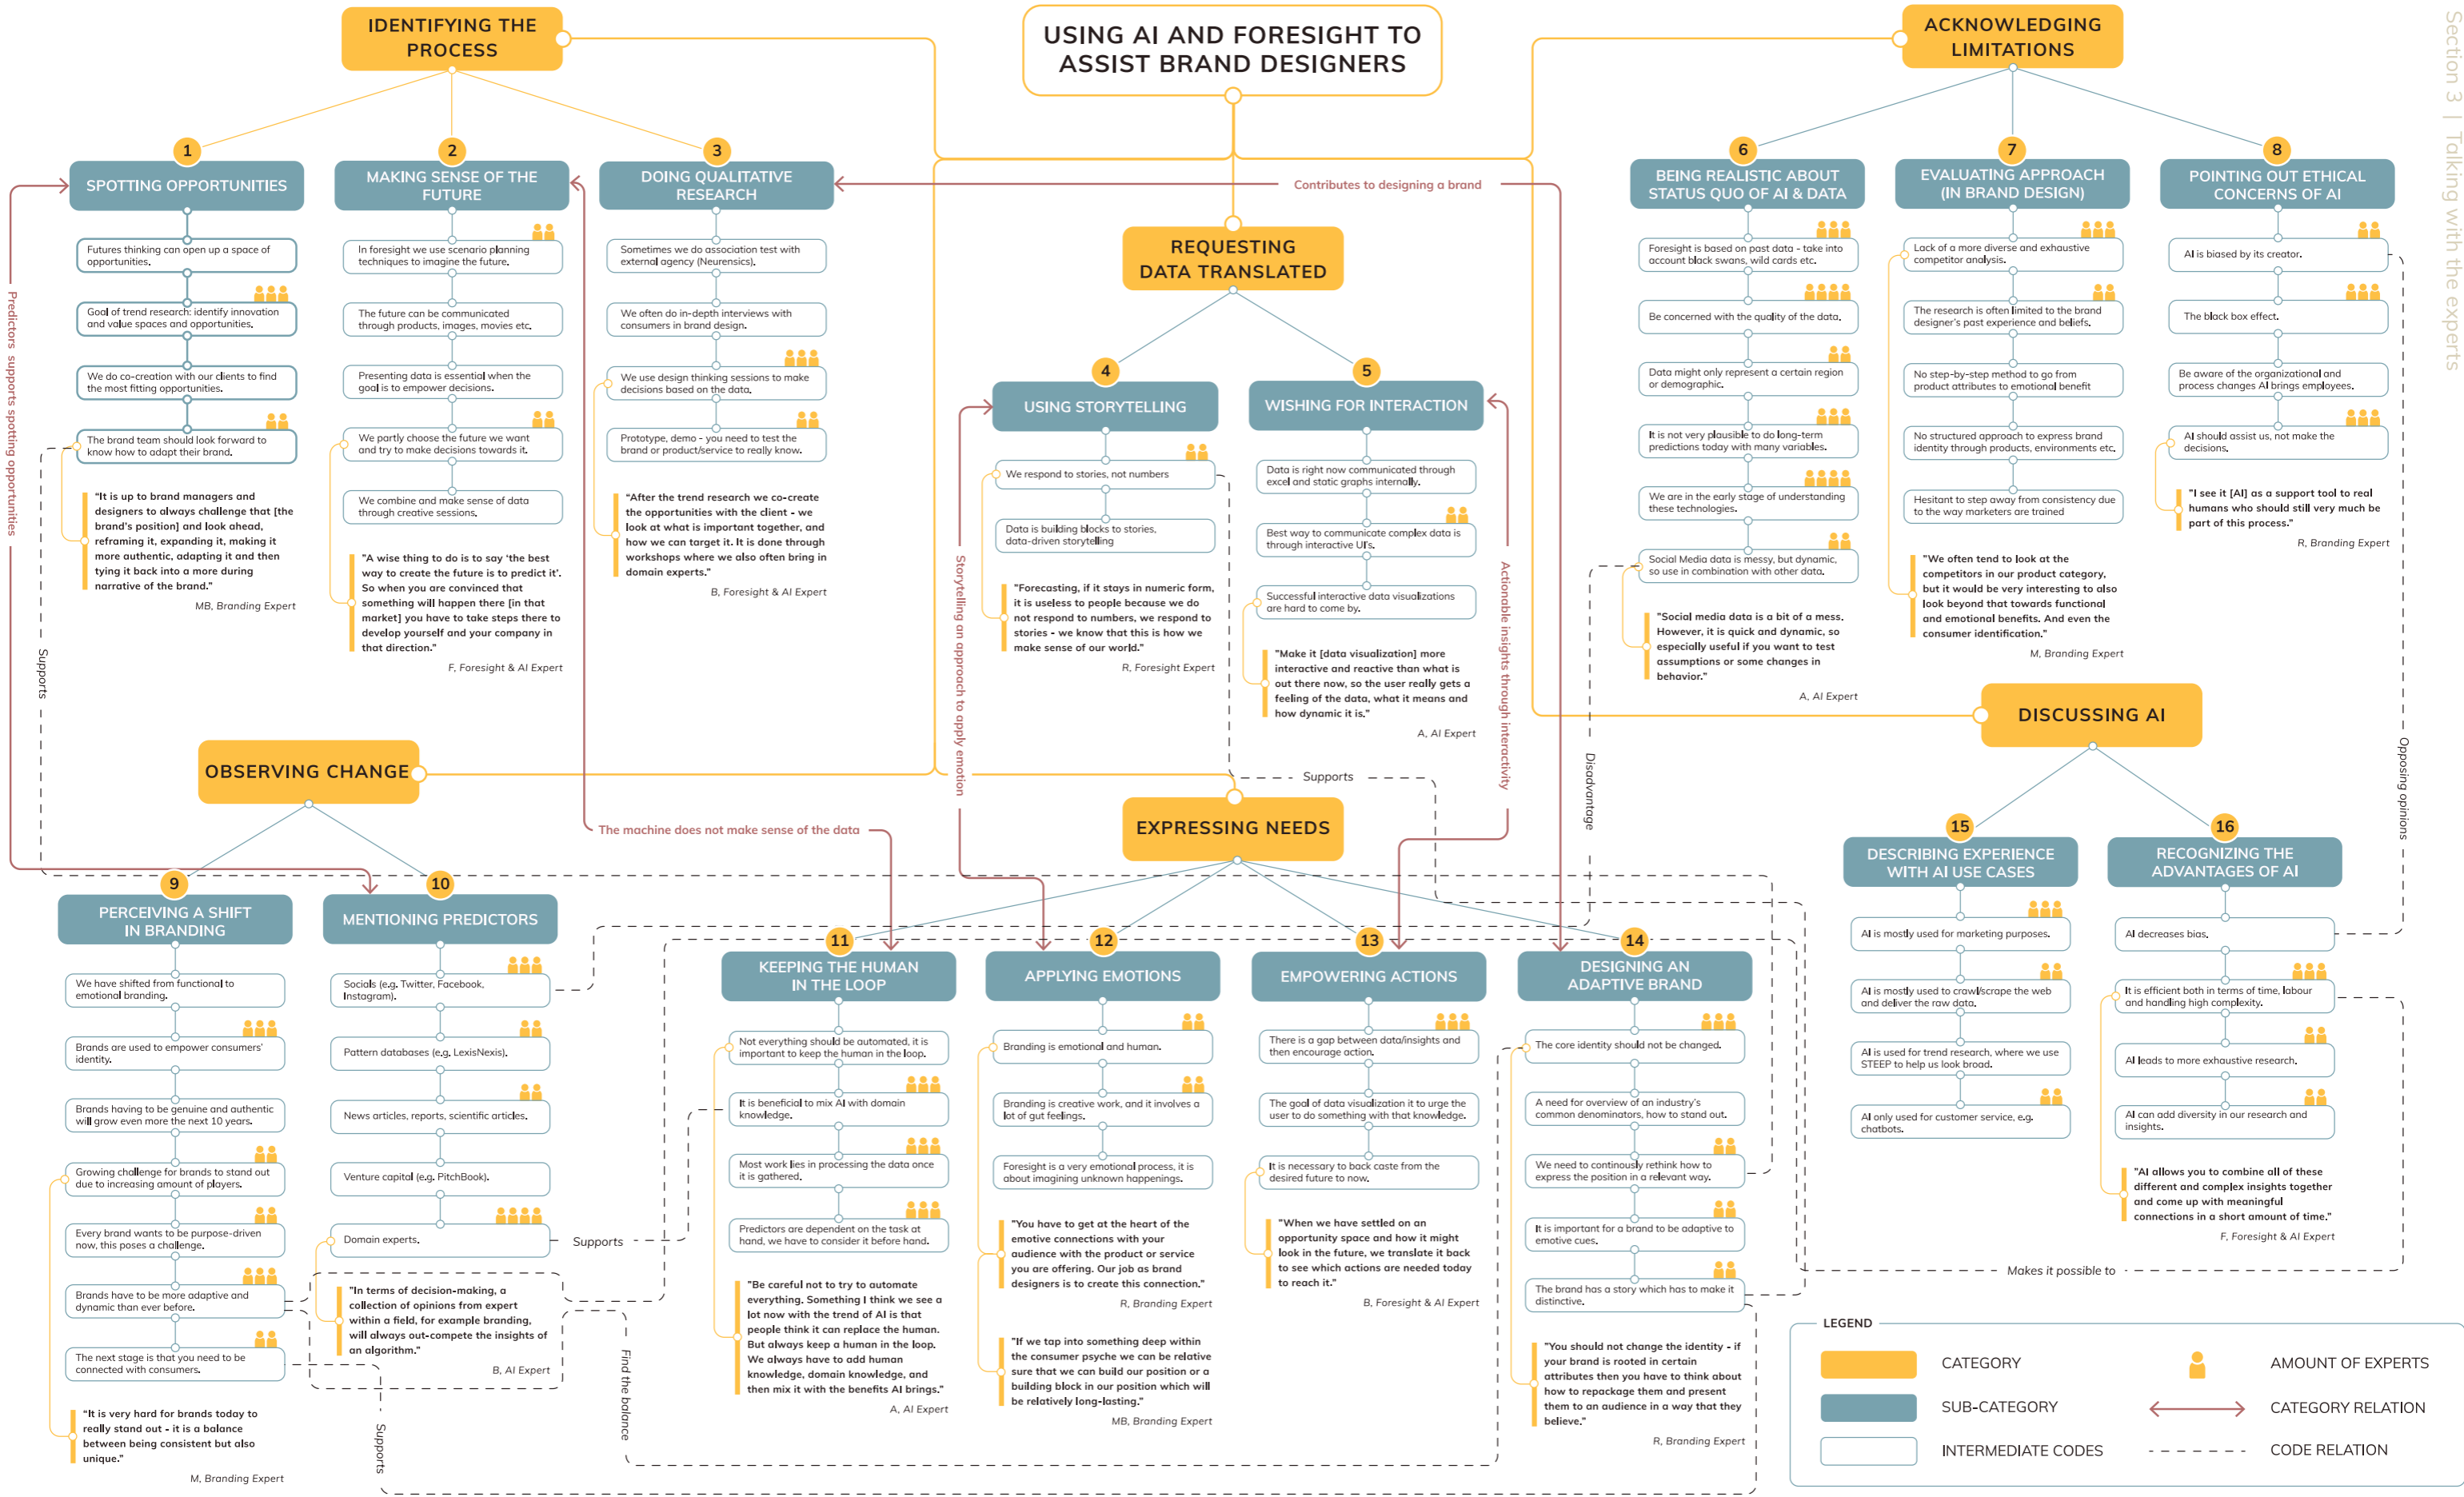 USING AI AND FORESIGHT TO
ASSIST BRAND DESIGNERS
Section 3 | Talking with the experts
IDENTIFYING THE
PROCESS
1
SPOTTING OPPORTUNITIES
Futures thinking can open up a space of
opportunities.
Goal of trend research: identify innovation
and value spaces and opportunities.
We do co-creation with our clients to find
the most fitting opportunities.
The brand team should look forward to
know how to adapt their brand.
"It is up to brand managers and
designers to always challenge that [the
brand's position] and look ahead,
reframing it, expanding it, making it
more authentic, adapting it and then
tying it back into a more during
narrative of the brand."
MB, Branding Expert
2
MAKING SENSE OF THE
FUTURE
In foresight we use scenario planning
techniques to imagine the future.
The future can be communicated
through products, images, movies etc.
Presenting data is essential when the
goal is to empower decisions.
We partly choose the future we want
and try to make decisions towards it.
We combine and make sense of data
through creative sessions.
"A wise thing to do is to say 'the best
way to create the future is to predict it'.
So when you are convinced that
something will happen there [in that
market] you have to take steps there to
develop yourself and your company in
that direction."
F, Foresight & AI Expert
3
DOING QUALITATIVE
RESEARCH
Sometimes we do association test with
external agency (Neurensics).
We often do in-depth interviews with
consumers in brand design.
We use design thinking sessions to make
decisions based on the data.
Prototype, demo - you need to test the
brand or product/service to really know.
"After the trend research we co-create
the opportunities with the client - we
look at what is important together, and
how we can target it. It is done through
workshops where we also often bring in
domain experts."
B, Foresight & AI Expert
Contributes to designing a brand
REQUESTING
DATA TRANSLATED
4
USING STORYTELLING
We respond to stories, not numbers
Data is building blocks to stories,
data-driven storytelling
"Forecasting, if it stays in numeric form,
it is useless to people because we do
not respond to numbers, we respond to
stories - we know that this is how we
make sense of our world."
R, Foresight Expert
5
WISHING FOR INTERACTION
Data is right now communicated through
excel and static graphs internally.
Best way to communicate complex data is
through interactive UI's.
Successful interactive data visualizations
are hard to come by.
"Make it [data visualization] more
interactive and reactive than what is
out there now, so the user really gets a
feeling of the data, what it means and
how dynamic it is."
A, AI Expert
ACKNOWLEDGING
LIMITATIONS
6
BEING REALISTIC ABOUT
STATUS QUO OF AI & DATA
Foresight is based on past data - take into
account black swans, wild cards etc.
Be concerned with the quality of the data.
Data might only represent a certain region
or demographic.
It is not very plausible to do long-term
predictions today with many variables.
We are in the early stage of understanding
these technologies.
Social Media data is messy, but dynamic,
so use in combination with other data.
"Social media data is a bit of a mess.
However, it is quick and dynamic, so
especially useful if you want to test
assumptions or some changes in
behavior."
A, AI Expert
7
EVALUATING APPROACH
(IN BRAND DESIGN)
Lack of a more diverse and exhaustive
competitor analysis.
The research is often limited to the brand
designer's past experience and beliefs.
No step-by-step method to go from
product attributes to emotional benefit
No structured approach to express brand
identity through products, environments etc.
Hesitant to step away from consistency due
to the way marketers are trained
"We often tend to look at the
competitors in our product category,
but it would be very interesting to also
look beyond that towards functional
and emotional benefits. And even the
consumer identification."
M, Branding Expert
8
POINTING OUT ETHICAL
CONCERNS OF AI
AI is biased by its creator.
The black box effect.
Be aware of the organizational and
process changes AI brings employees.
AI should assist us, not make the
decisions.
"I see it [AI] as a support tool to real
humans who should still very much be
part of this process."
R, Branding Expert
Predictors supports spotting opportunities
Supports
Storytelling an approach to apply emotion
Actionable insights through interactivity
Supports
Disadvantage
Opposing opinions
The machine does not make sense of the data
OBSERVING CHANGE
9
PERCEIVING A SHIFT
IN BRANDING
We have shifted from functional to
emotional branding.
Brands are used to empower consumers'
identity.
Brands having to be genuine and authentic
will grow even more the next 10 years.
Growing challenge for brands to stand out
due to increasing amount of players.
Every brand wants to be purpose-driven
now, this poses a challenge.
Brands have to be more adaptive and
dynamic than ever before.
The next stage is that you need to be
connected with consumers.
"It is very hard for brands today to
really stand out - it is a balance
between being consistent but also
unique."
M, Branding Expert
10
MENTIONING PREDICTORS
Socials (e.g. Twitter, Facebook,
Instagram).
Pattern databases (e.g. LexisNexis).
News articles, reports, scientific articles.
Venture capital (e.g. PitchBook).
Domain experts.
"In terms of decision-making, a
collection of opinions from expert
within a field, for example branding,
will always out-compete the insights of
an algorithm."
B, AI Expert
Supports
Find the balance
Supports
EXPRESSING NEEDS
11
KEEPING THE HUMAN
IN THE LOOP
Not everything should be automated, it is
important to keep the human in the loop.
It is beneficial to mix AI with domain
knowledge.
Most work lies in processing the data once
it is gathered.
Predictors are dependent on the task at
hand, we have to consider it before hand.
"Be careful not to try to automate
everything. Something I think we see a
lot now with the trend of AI is that
people think it can replace the human.
But always keep a human in the loop.
We always have to add human
knowledge, domain knowledge, and
then mix it with the benefits AI brings."
A, AI Expert
12
APPLYING EMOTIONS
Branding is emotional and human.
Branding is creative work, and it involves a
lot of gut feelings.
Foresight is a very emotional process, it is
about imagining unknown happenings.
"You have to get at the heart of the
emotive connections with your
audience with the product or service
you are offering. Our job as brand
designers is to create this connection."
R, Branding Expert
"If we tap into something deep within
the consumer psyche we can be relative
sure that we can build our position or a
building block in our position which will
be relatively long-lasting."
MB, Branding Expert
13
EMPOWERING ACTIONS
There is a gap between data/insights and
then encourage action.
The goal of data visualization it to urge the
user to do something with that knowledge.
It is necessary to back caste from the
desired future to now.
"When we have settled on an
opportunity space and how it might
look in the future, we translate it back
to see which actions are needed today
to reach it."
B, Foresight & AI Expert
14
DESIGNING AN
ADAPTIVE BRAND
The core identity should not be changed.
A need for overview of an industry's
common denominators, how to stand out.
We need to continously rethink how to
express the position in a relevant way.
It is important for a brand to be adaptive to
emotive cues.
The brand has a story which has to make it
distinctive.
"You should not change the identity - if
your brand is rooted in certain
attributes then you have to think about
how to repackage them and present
them to an audience in a way that they
believe."
R, Branding Expert
DISCUSSING AI
15
DESCRIBING EXPERIENCE
WITH AI USE CASES
AI is mostly used for marketing purposes.
AI is mostly used to crawl/scrape the web
and deliver the raw data.
AI is used for trend research, where we use
STEEP to help us look broad.
AI only used for customer service, e.g.
chatbots.
16
RECOGNIZING THE
ADVANTAGES OF AI
AI decreases bias.
It is efficient both in terms of time, labour
and handling high complexity.
AI leads to more exhaustive research.
AI can add diversity in our research and
insights.
"AI allows you to combine all of these
different and complex insights together
and come up with meaningful
connections in a short amount of time."
F, Foresight & AI Expert
Makes it possible to
LEGEND
CATEGORY
AMOUNT OF EXPERTS
SUB-CATEGORY
CATEGORY RELATION
INTERMEDIATE CODES
CODE RELATION